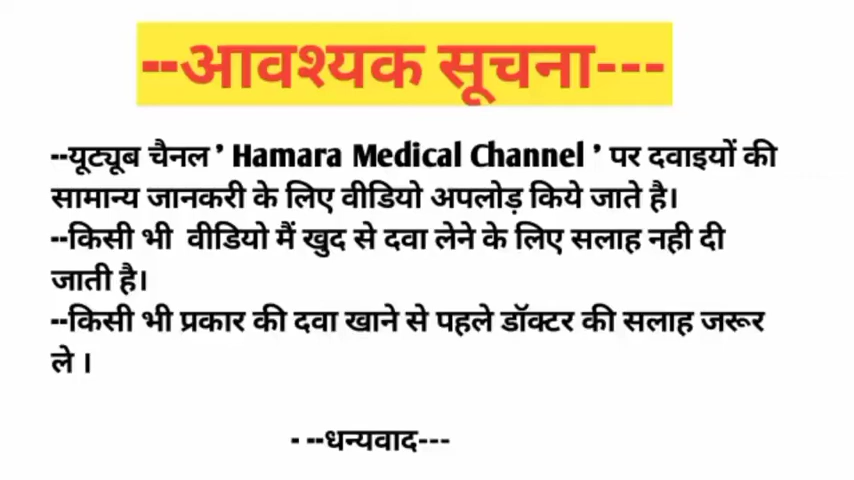 --आवश्यक सूचना---
--यूट्यूब चैनल ’ Hamara Medical Channel ’ पर दवाइयों की
सामान्य जानकरी के लिए वीडियो अपलोड़ किये जाते है।
--किसी भी वीडियो मैं खुद से दवा लेने के लिए सलाह नही दी
जाती है।
--किसी भी प्रकार की दवा खाने से पहले डॉक्टर की सलाह जरूर
ले ।
- --धन्यवाद---